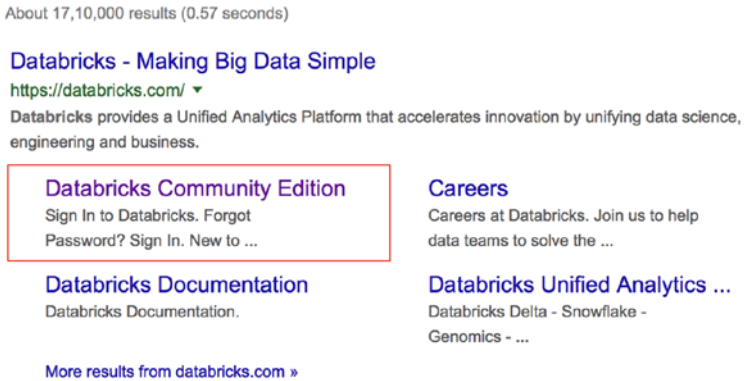 About 17,10,000 results (0.57 seconds)
Databricks - Making Big Data Simple
https://databricks.com/
Databricks provides a Unified Analytics Platform that accelerates innovation by unifying data science,
engineering and business.
Databricks Community Edition
Sign In to Databricks. Forgot
Password? Sign In. New to ...
Careers
Careers at Databricks. Join us to help
data teams to solve the ...
Databricks Documentation
Databricks Documentation.
Databricks Unified Analytics ...
Databricks Delta - Snowflake -
Genomics - ...
More results from databricks.com »